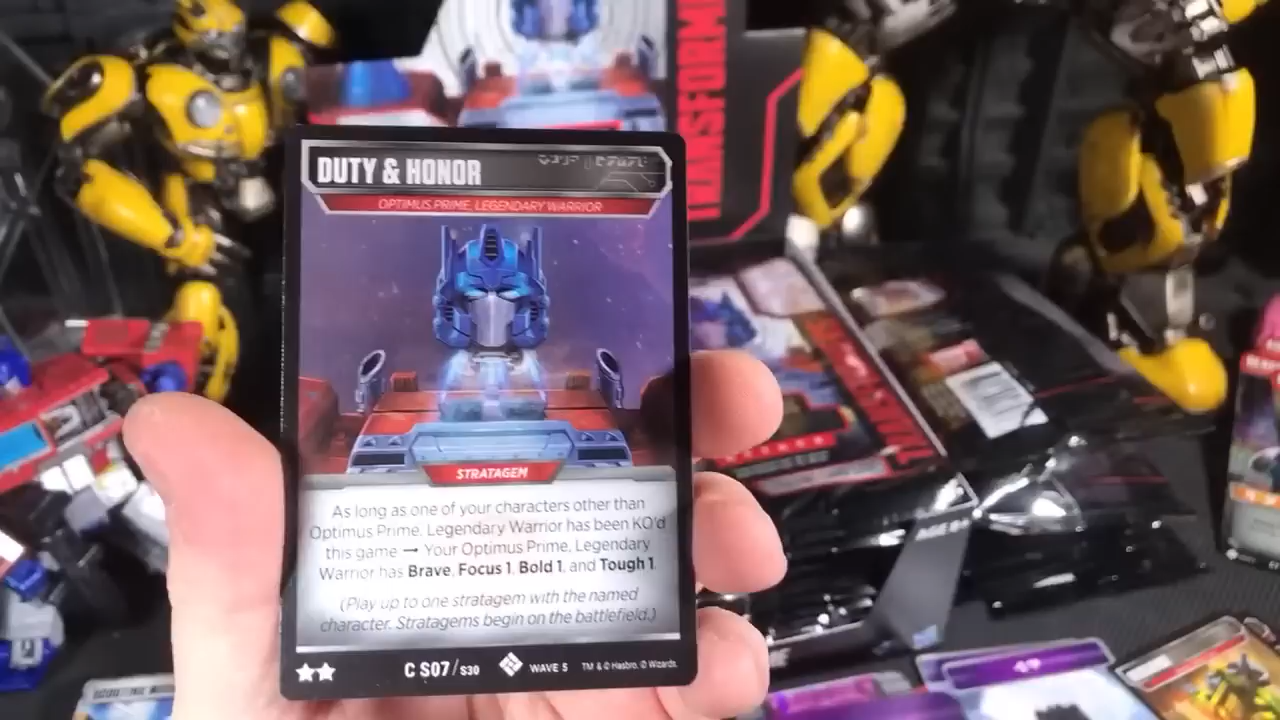 TRANSFORME
DUTY & HONOR
OPTIMUS PRIME, LEGENDARY WARRIOR
STRATAGEM
As long as one of your characters other than
Optimus Prime, Legendary Warrior has been KO'd
this game → Your Optimus Prime, Legendary
Warrior has Brave, Focus 1, Bold 1, and Tough 1.
(Play up to one stratagem with the named
character. Stratagems begin on the battlefield.)
C S07/S30 WAVE 5 TM & © Hasbro. © Wizards.
AGE 8+